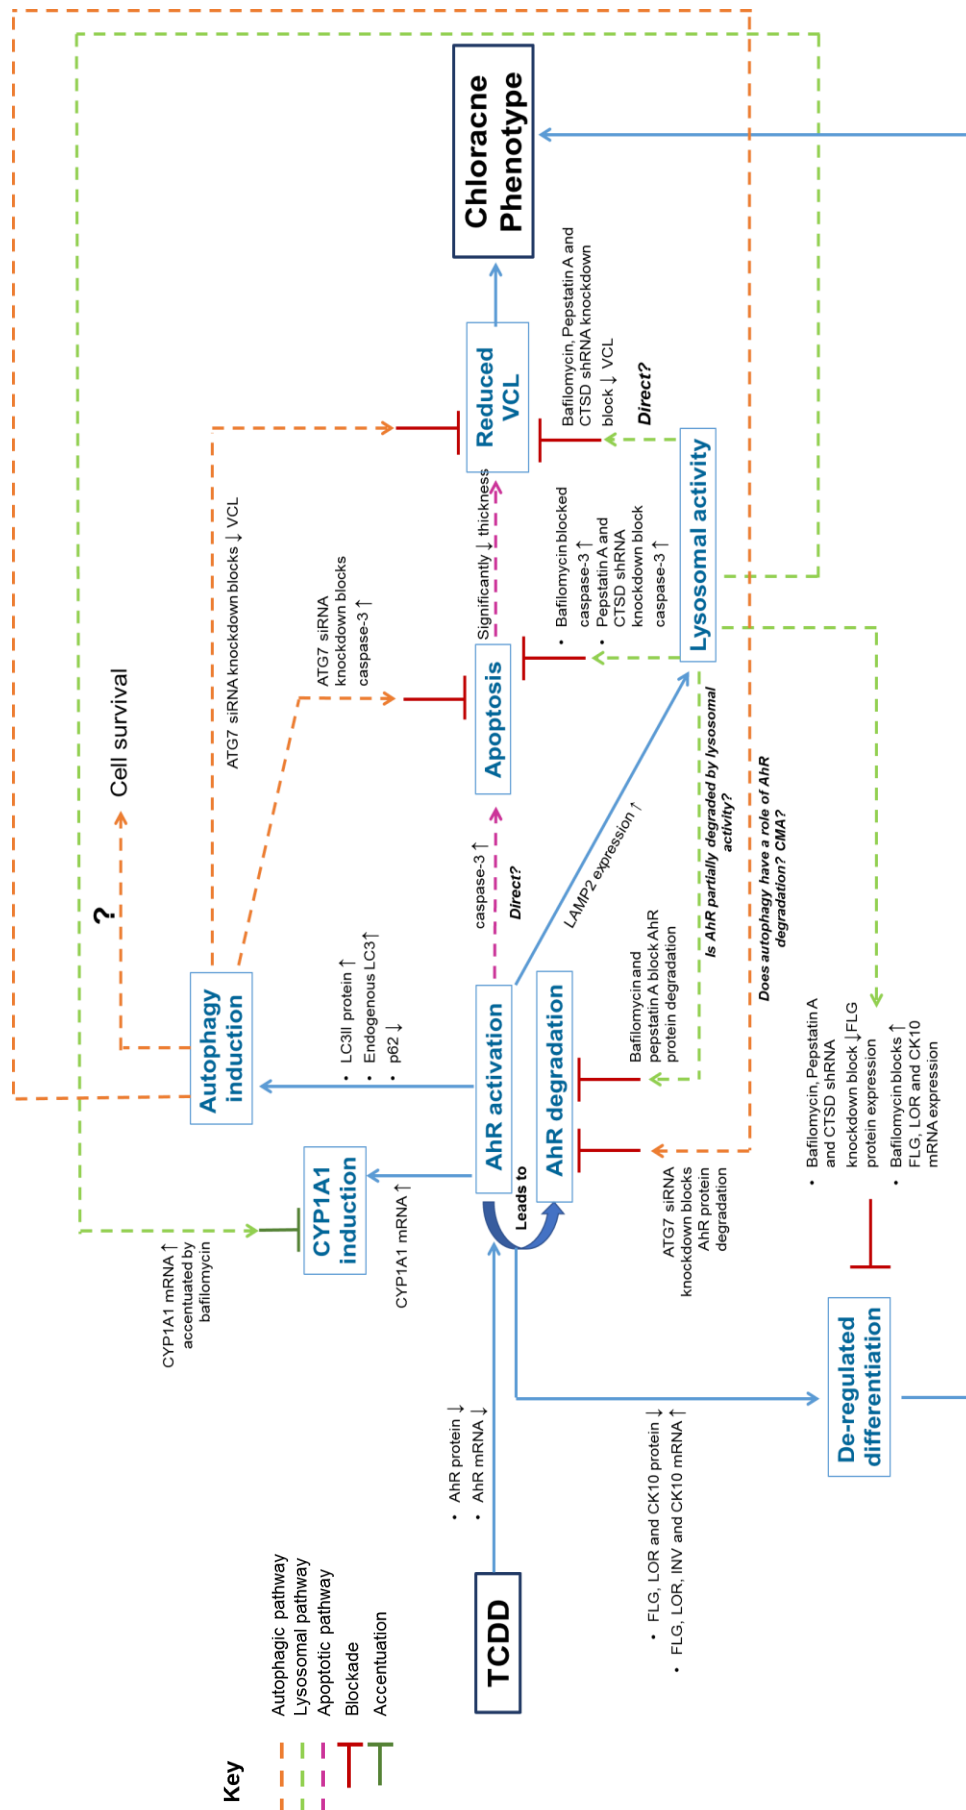 Key
Autophagic pathway
Lysosomal pathway
Apoptotic pathway
Blockade
Accentuation
TCDD
• AhR protein ↓
• AhR mRNA ↓
• FLG, LOR and CK10 protein ↓
• FLG, LOR, INV and CK10 mRNA ↑
CYP1A1 mRNA ↑
accentuated by
bafilomycin
CYP1A1
induction
CYP1A1 mRNA ↑
Autophagy
induction
• LC3II protein ↑
• Endogenous LC3↑
• p62 ↓
?
Cell survival
ATG7 siRNA knockdown blocks ↓ VCL
ATG7 siRNA
knockdown blocks
caspase-3 ↑
AhR activation
Leads to
AhR degradation
caspase-3 ↑
Direct?
Apoptosis
Significantly ↓ thickness
Reduced
VCL
Chloracne
Phenotype
LAMP2 expression ↑
• Bafilomycin blocked
caspase-3 ↑
• Pepstatin A and
CTSD shRNA
knockdown block
caspase-3 ↑
Bafilomycin, Pepstatin A and
CTSD shRNA knockdown
block ↓ VCL
Direct?
Lysosomal activity
ATG7 siRNA
knockdown blocks
AhR protein
degradation
Bafilomycin and
pepstatin A block AhR
protein degradation
Is AhR partially degraded by lysosomal
activity?
Does autophagy have a role of AhR
degradation? CMA?
De-regulated
differentiation
• Bafilomycin, Pepstatin A
and CTSD shRNA
knockdown block ↓FLG
protein expression
• Bafilomycin blocks ↑
FLG, LOR and CK10
mRNA expression